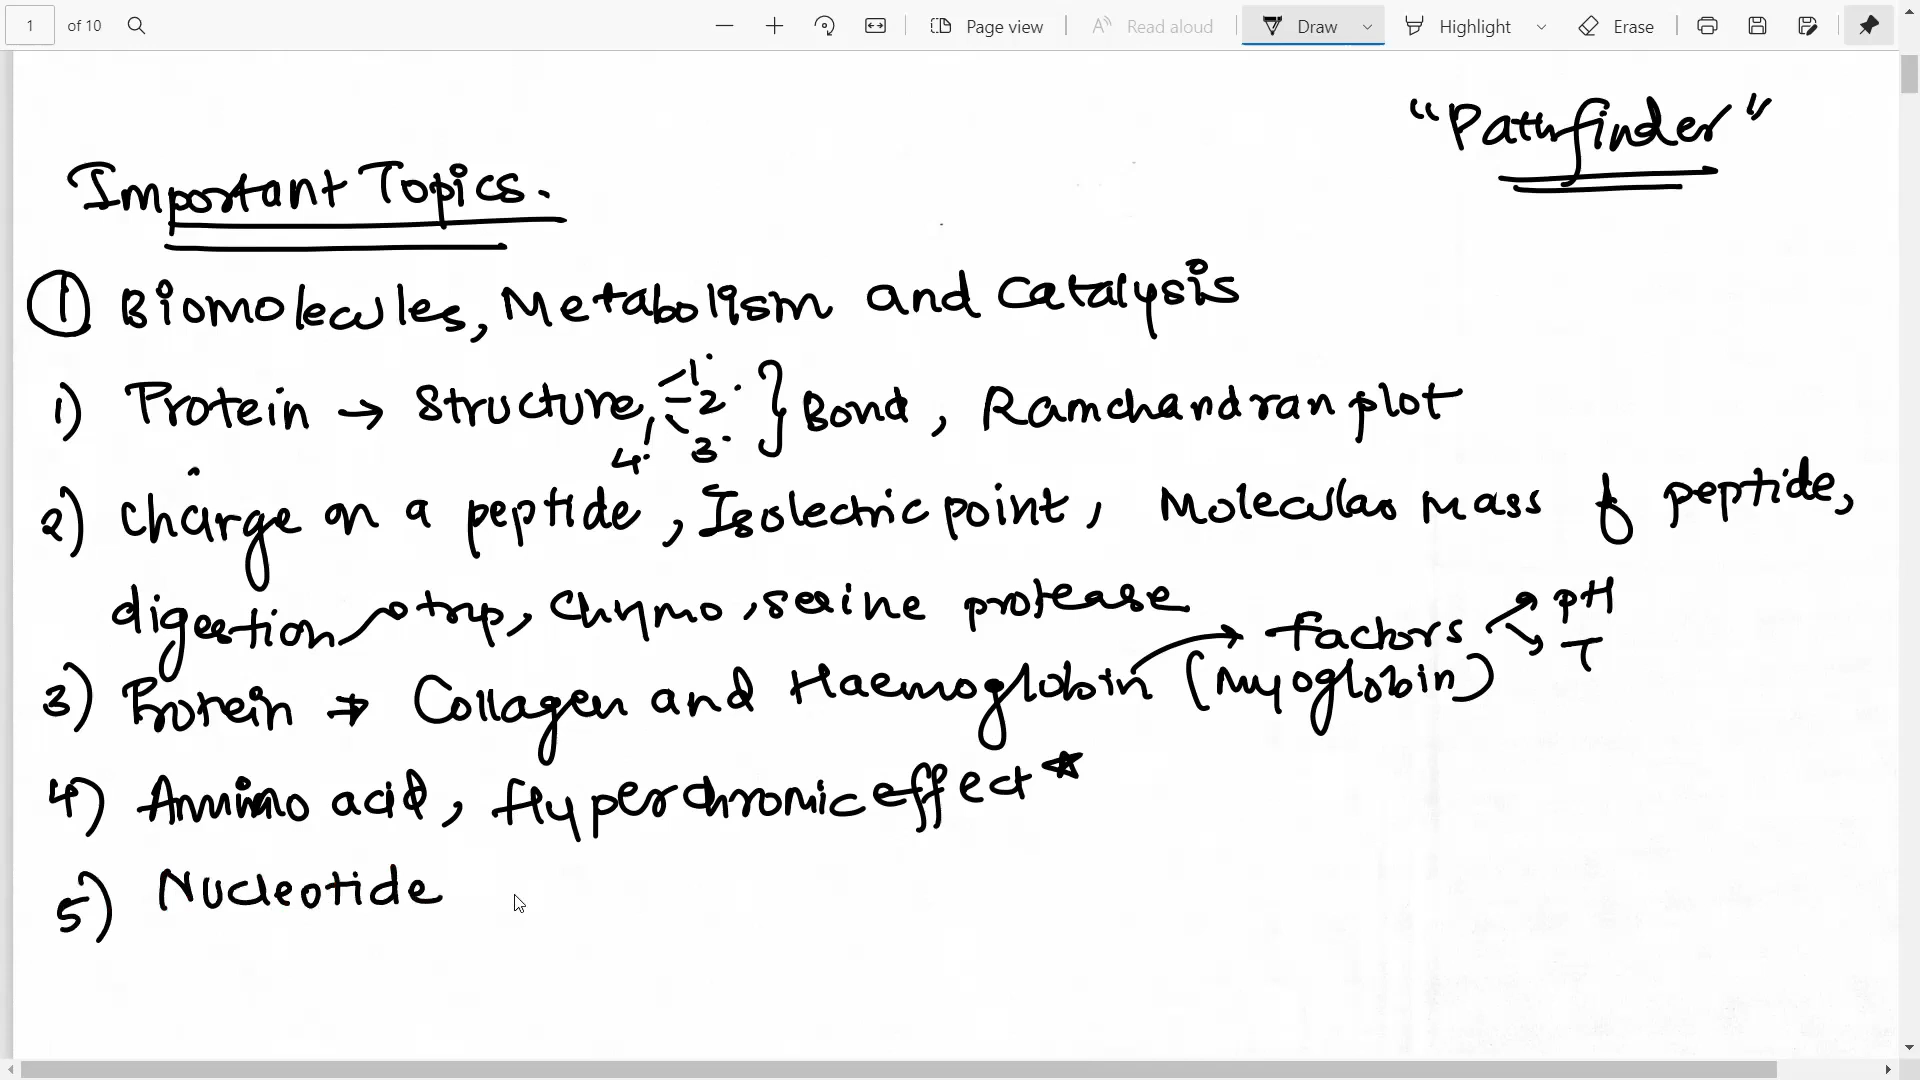 1 of 10 Page view Read aloud Draw Highlight Erase
"Pathfinder"
Important Topics.
① Biomolecules, Metabolism and Catalysis
1) Protein → Structure, 1° 2° 3° 4° } Bond, Ramchandran plot
2) Charge on a peptide, Isolectric point, Molecular mass of peptide,
digestion → tryp, chymo, serine protease
3) Protein → Collagen and Haemoglobin (Myoglobin) → factors → pH → T
4) Amino acid, Hyperchromic effect *
5) Nucleotide